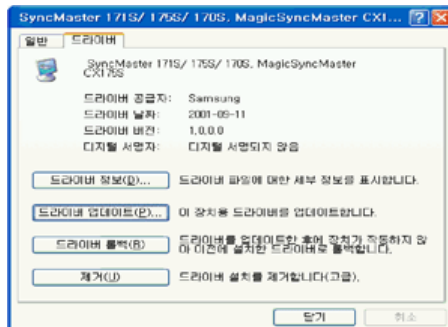 SyncMaster 171S/ 175S/ 170S, MagicSyncMaster CX1...
일반
드라이버
SyncMaster 171S/ 175S/ 170S, MagicSyncMaster
CX175S
드라이버 공급자: Samsung
드라이버 날짜: 2001-09-11
드라이버 버전: 1,0,0,0
디지털 서명자: 디지털 서명되지 않음
드라이버 정보(D)...
드라이버 파일에 대한 세부 정보를 표시합니다.
드라이버 업데이트(P)...
이 장치용 드라이버를 업데이트합니다.
드라이버 롤백(R)
드라이버를 업데이트한 후에 장치가 작동하지 않
아 이전에 설치한 드라이버로 롤백합니다.
제거(U)
드라이버 설치를 제거합니다(고급).
닫기
취소